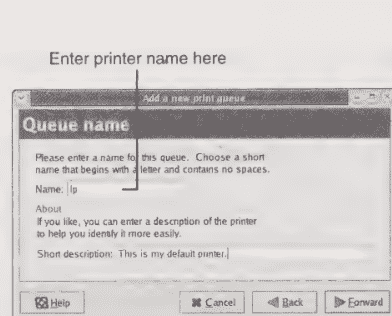 Enter printer name here
Add a new print queue
Queue name
Please enter a name for this queue. Choose a short
name that begins with a letter and contains no spaces.
Name: lp
About
If you like, you can enter a description of the printer
to help you identify it more easily.
Short description: This is my default printer.
Help
Cancel
Back
Forward